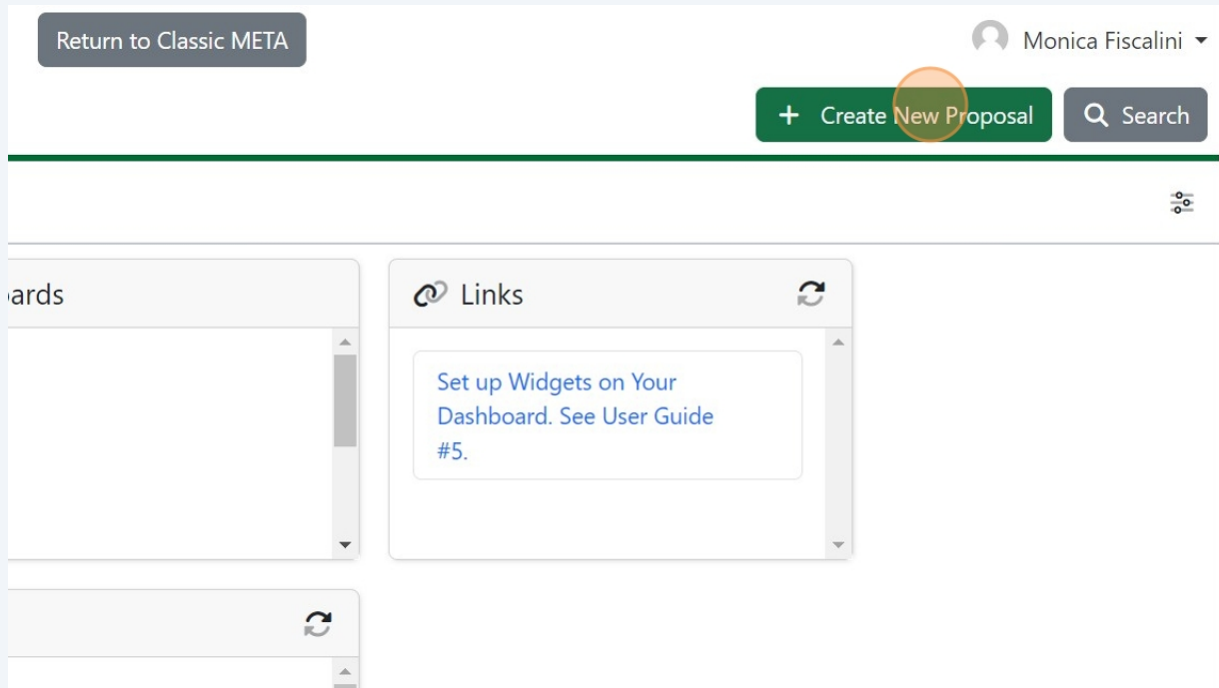 Return to Classic META
Monica Fiscalini
+ Create New Proposal
Search
ards
Links
Set up Widgets on Your
Dashboard. See User Guide
#5.